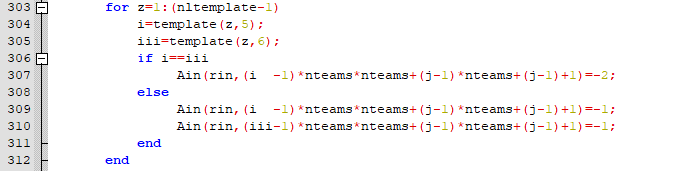 303 for z=1:(nltemplate-1)
304 i=template(z,5);
305 iii=template(z,6);
306 if i==iii
307 Ain(rin,(i  -1)*nteams*nteams+(j-1)*nteams+(j-1)+1)=-2;
308 else
309 Ain(rin,(i  -1)*nteams*nteams+(j-1)*nteams+(j-1)+1)=-1;
310 Ain(rin,(iii-1)*nteams*nteams+(j-1)*nteams+(j-1)+1)=-1;
311 end
312 end